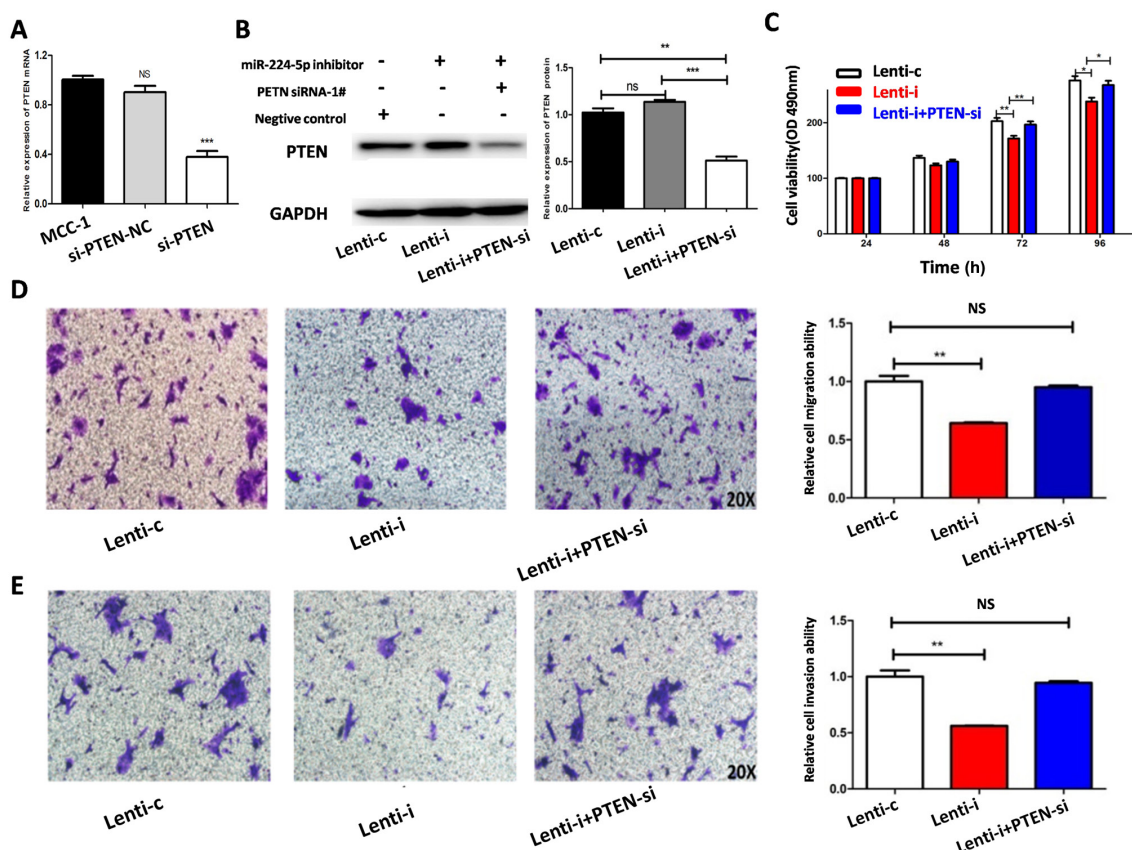 A
Relative expression of PTEN mRNA
1.2
0.8
0.4
0.0
NS
***
MCC-1
si-PTEN-NC
si-PTEN
B
miR-224-5p inhibitor - + +
PETN siRNA-1# - - +
Negtive control + - -
PTEN
GAPDH
Lenti-c
Lenti-i
Lenti-i+PTEN-si
Relative expression of PTEN protein
1.5
1.0
0.5
0.0
**
***
ns
Lenti-c
Lenti-i
Lenti-i+PTEN-si
C
Cell viability(OD 490nm)
200
100
0
Lenti-c
Lenti-i
Lenti-i+PTEN-si
** **
* *
24 48 72 96
Time (h)
D
20X
Lenti-c
Lenti-i
Lenti-i+PTEN-si
Relative cell migration ability
1.5
1.0
0.5
0.0
NS
**
Lenti-c
Lenti-i
Lenti-i+PTEN-si
E
20X
Lenti-c
Lenti-i
Lenti-i+PTEN-si
Relative cell invasion ability
1.5
1.0
0.5
0.0
NS
**
Lenti-c
Lenti-i
Lenti-i+PTEN-si